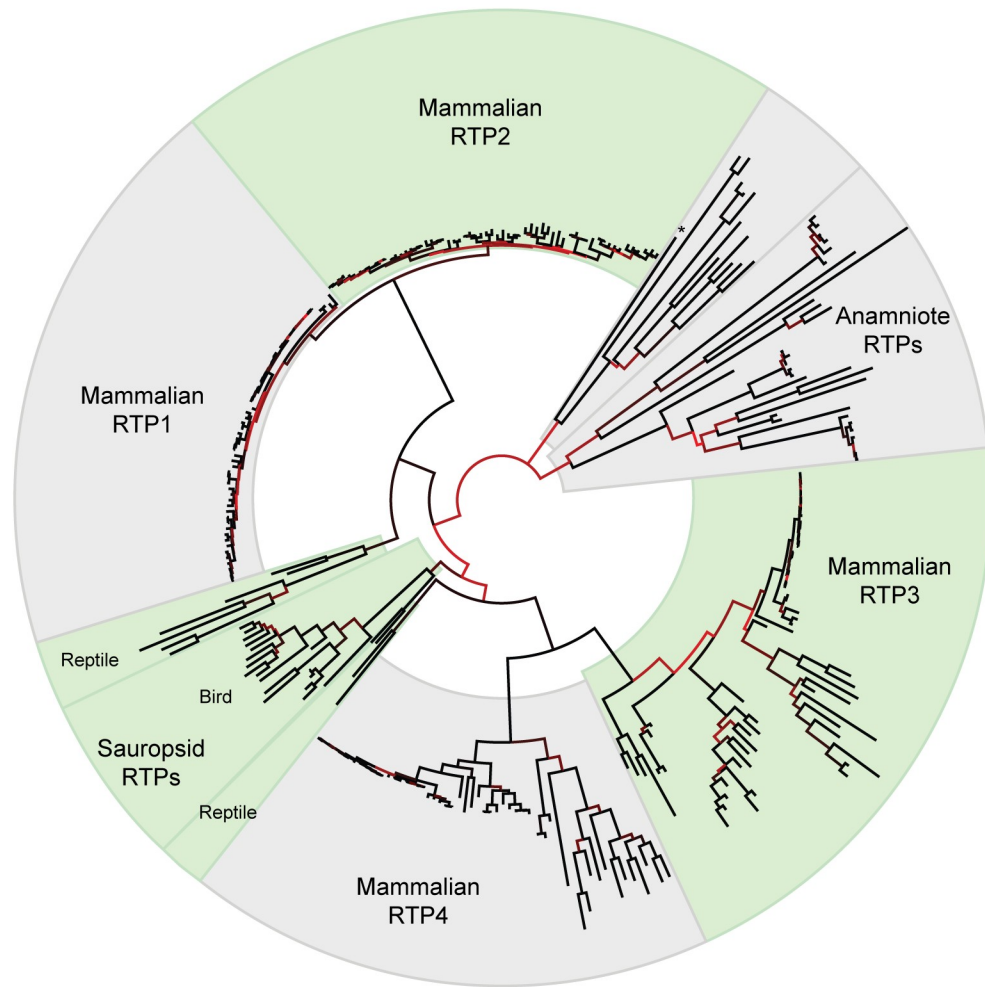 Mammalian
RTP2
*
Anamniote
RTPs
Mammalian
RTP1
Mammalian
RTP3
Reptile
Bird
Sauropsid
RTPs
Reptile
Mammalian
RTP4